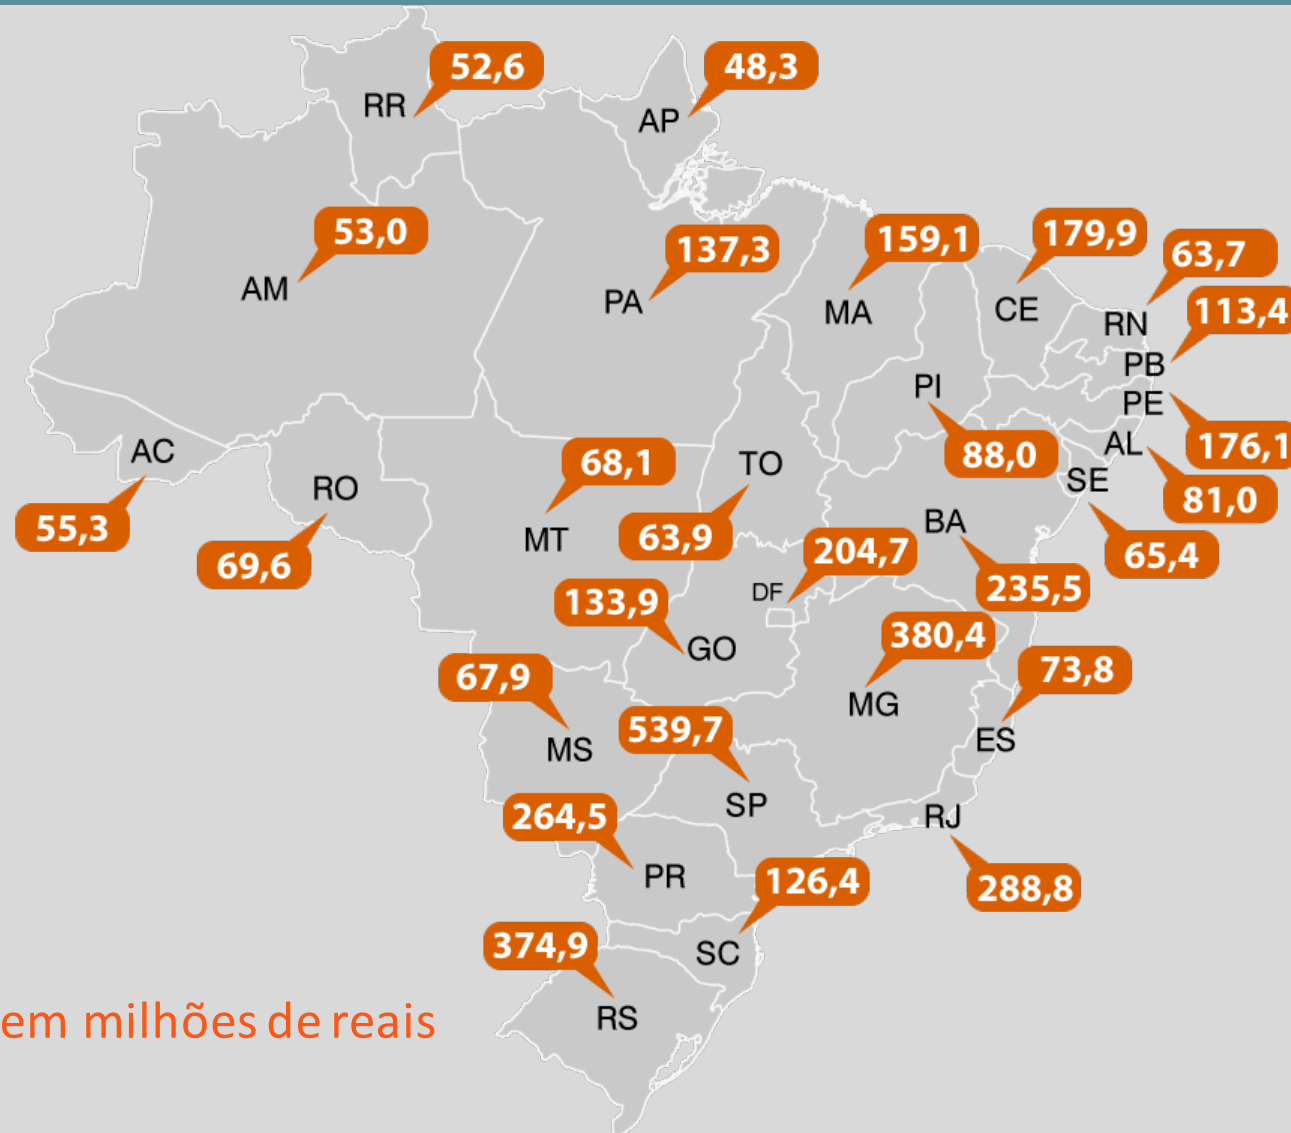 RR
52,6
AP
48,3
AM
53,0
PA
137,3
MA
159,1
CE
179,9
RN
63,7
PB
113,4
PI
88,0
PE
176,1
AL
81,0
SE
65,4
AC
55,3
RO
69,6
MT
68,1
TO
63,9
BA
235,5
DF
204,7
GO
133,9
MG
380,4
ES
73,8
MS
67,9
SP
539,7
RJ
288,8
PR
264,5
SC
126,4
RS
374,9
em milhões de reais